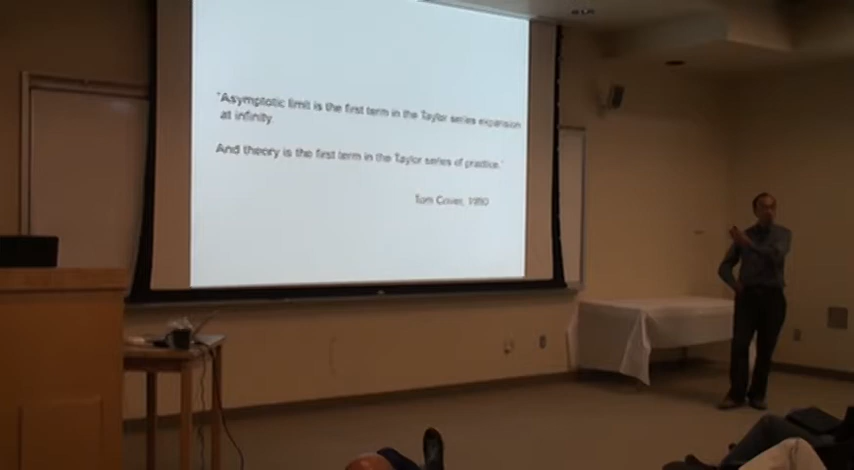 "Asymptotic limit is the first term in the Taylor series expansion
at infinity.
And theory is the first term in the Taylor series of practice."
Tom Cover, 1990